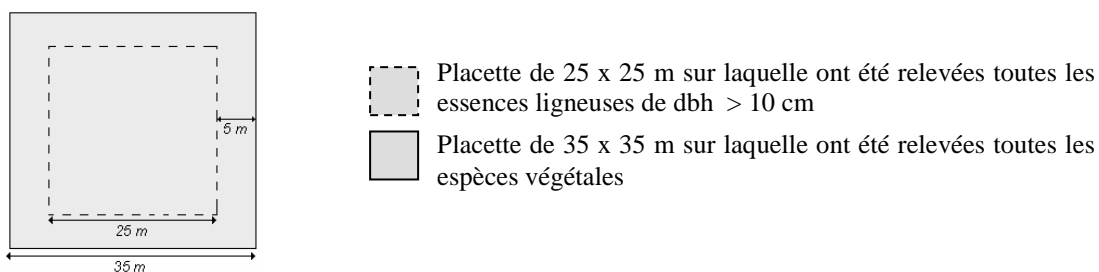 5 m
25 m
35 m
Placette de 25 x 25 m sur laquelle ont été relevées toutes les
essences ligneuses de dbh > 10 cm
Placette de 35 x 35 m sur laquelle ont été relevées toutes les
espèces végétales